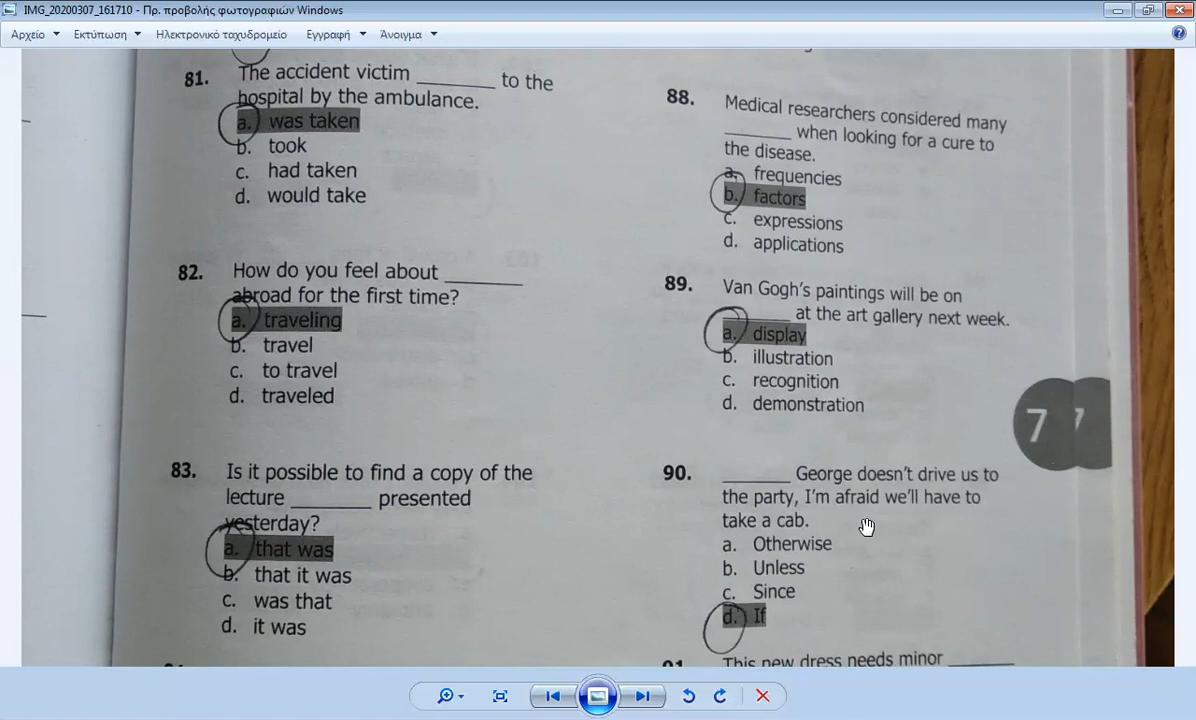 IMG_20200307_161710 - Πρ. προβολής φωτογραφιών Windows
Αρχείο Εκτύπωση Ηλεκτρονικό ταχυδρομείο Εγγραφή Άνοιγμα
81. The accident victim ________ to the
hospital by the ambulance.
a. was taken
b. took
c. had taken
d. would take
82. How do you feel about ________
abroad for the first time?
a. traveling
b. travel
c. to travel
d. traveled
83. Is it possible to find a copy of the
lecture ________ presented
yesterday?
a. that was
b. that it was
c. was that
d. it was
88. Medical researchers considered many
________ when looking for a cure to
the disease.
a. frequencies
b. factors
c. expressions
d. applications
89. Van Gogh's paintings will be on
________ at the art gallery next week.
a. display
b. illustration
c. recognition
d. demonstration
90. ________ George doesn't drive us to
the party, I'm afraid we'll have to
take a cab.
a. Otherwise
b. Unless
c. Since
d. If
91. This new dress needs minor ________
7 7